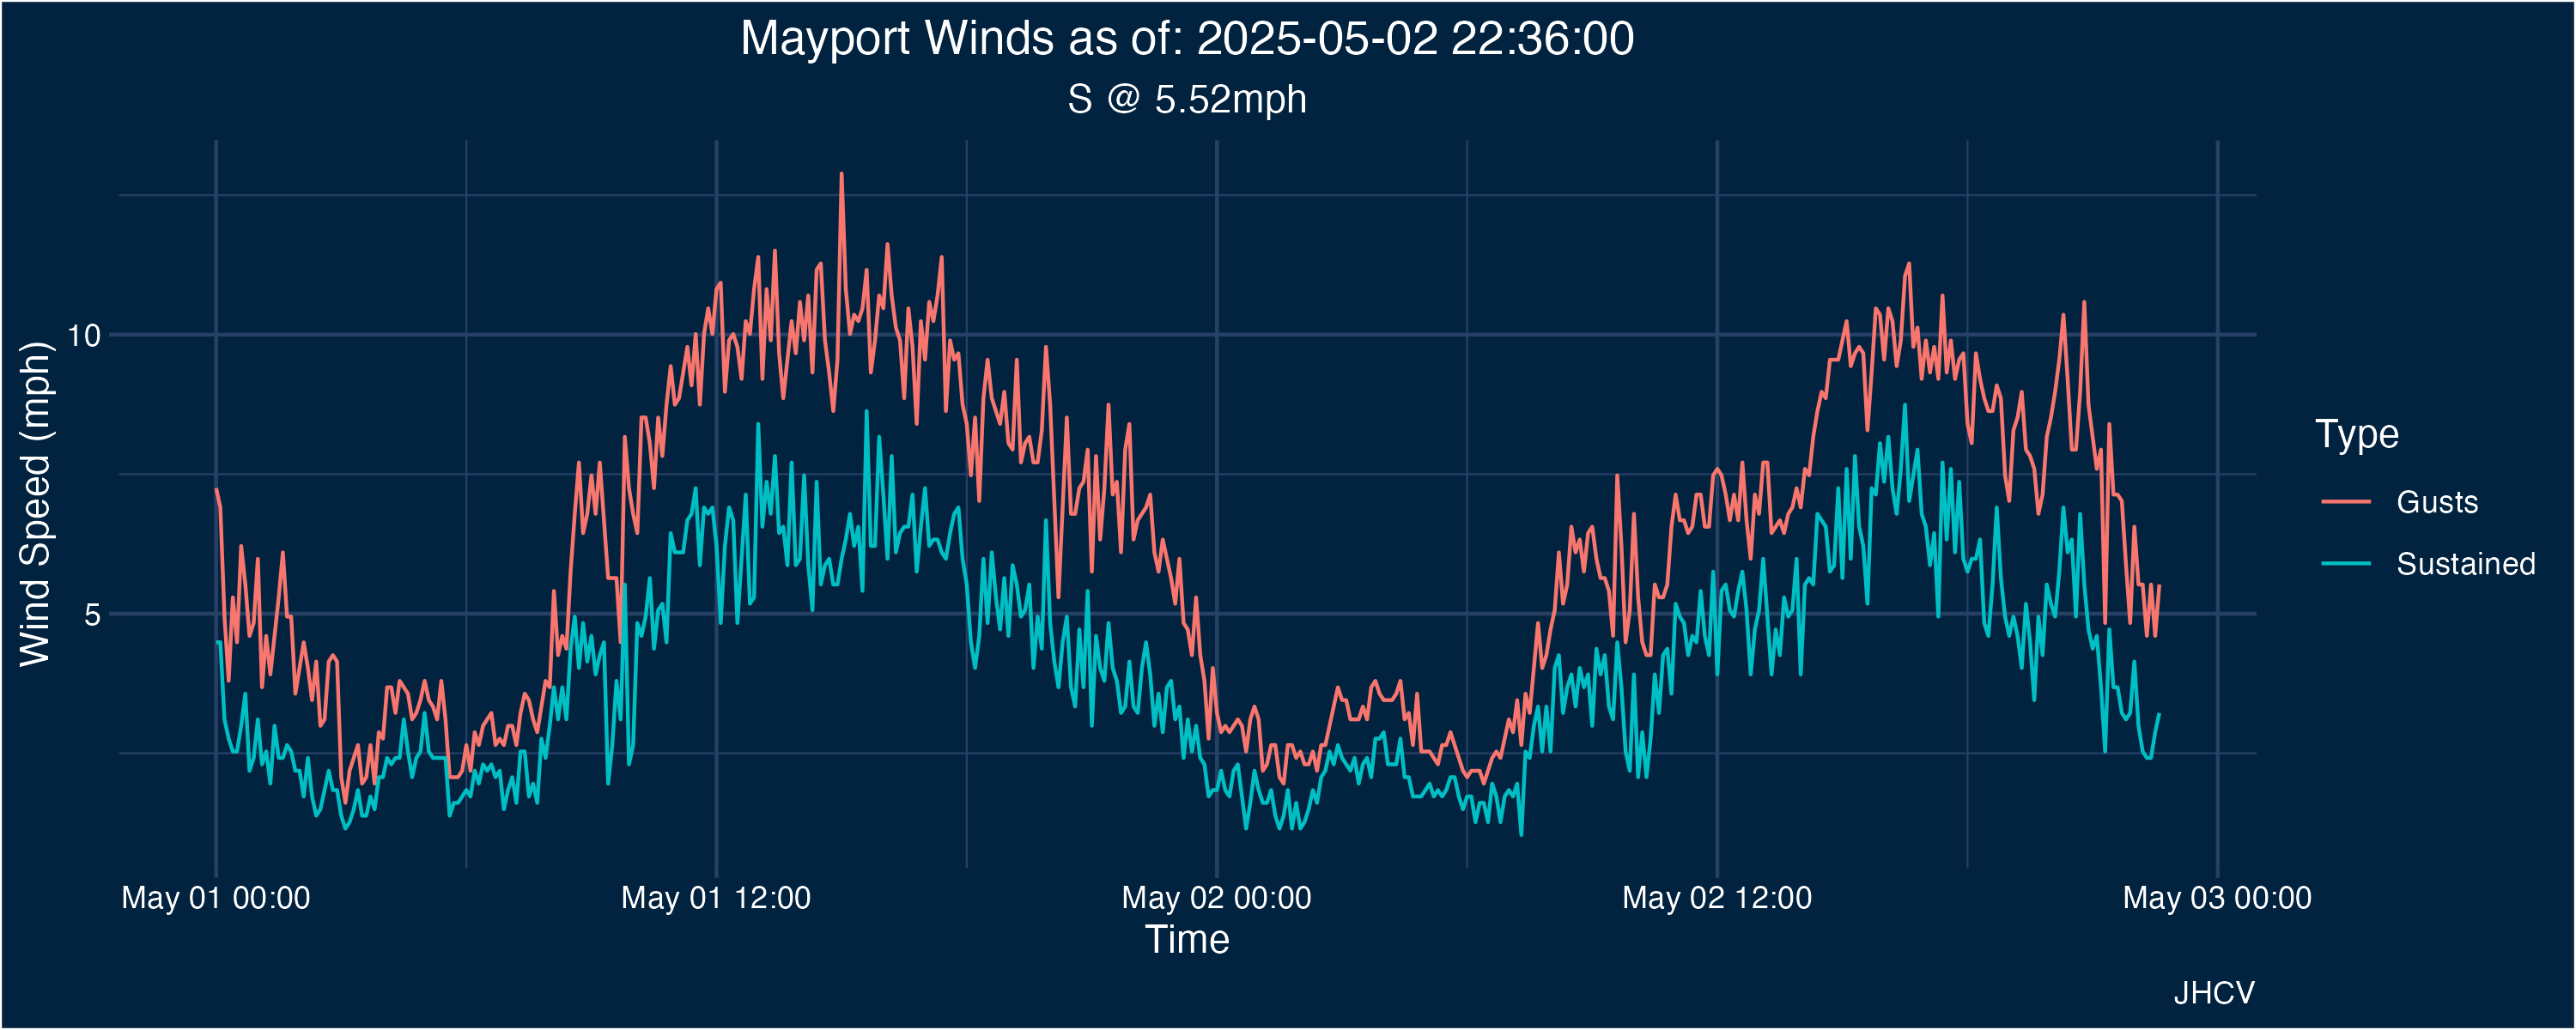 Mayport Winds as of: 2025-05-02 22:36:00
S @ 5.52mph
Wind Speed (mph)
10
5
May 01 00:00
May 01 12:00
May 02 00:00
May 02 12:00
May 03 00:00
Time
Type
Gusts
Sustained
JHCV